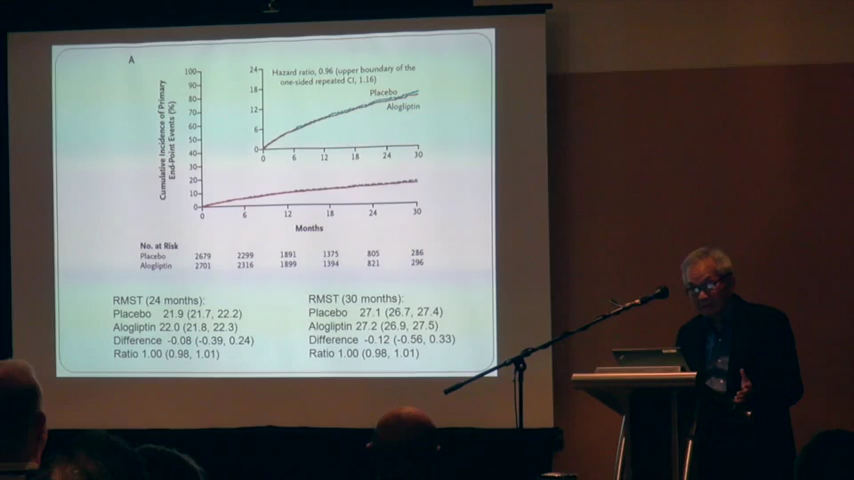 A
Cumulative Incidence of Primary
End-Point Events (%)
100
90
80
70
60
50
40
30
20
10
0
0 6 12 18 24 30
Months
24
18
12
6
0
0 6 12 18 24 30
Hazard ratio, 0.96 (upper boundary of the
one-sided repeated CI, 1.16)
Placebo
Alogliptin
No. at Risk
Placebo 2679 2299 1891 1375 805 286
Alogliptin 2701 2316 1899 1394 821 296
RMST (24 months):
Placebo 21.9 (21.7, 22.2)
Alogliptin 22.0 (21.8, 22.3)
Difference -0.08 (-0.39, 0.24)
Ratio 1.00 (0.98, 1.01)
RMST (30 months):
Placebo 27.1 (26.7, 27.4)
Alogliptin 27.2 (26.9, 27.5)
Difference -0.12 (-0.56, 0.33)
Ratio 1.00 (0.98, 1.01)